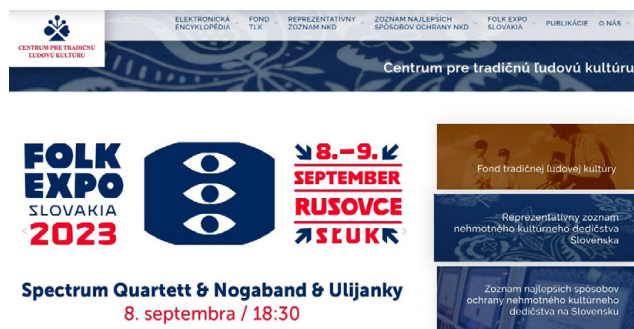 CENTRUM PRE TRADIČNÚ
ĽUDOVÚ KULTÚRU
ELEKTRONICKÁ
ENCYKLOPÉDIA
FOND
TĽK
REPREZENTATÍVNY
ZOZNAM NKD
ZOZNAM NAJLEPŠÍCH
SPÔSOBOV OCHRANY NKD
FOLK EXPO
SLOVAKIA
PUBLIKÁCIE
O NÁS
Centrum pre tradičnú ľudovú kultúru
FOLK
EXPO
SLOVAKIA
2023
8.–9.
SEPTEMBER
RUSOVCE
SĽUK
Spectrum Quartett & Nogaband & Ulijanky
8. septembra / 18:30
Fond tradičnej ľudovej kultúry
Reprezentatívny zoznam
nehmotného kultúrneho dedičstva
Slovenska
Zoznam najlepších spôsobov
ochrany nehmotného kultúrneho
dedičstva na Slovensku